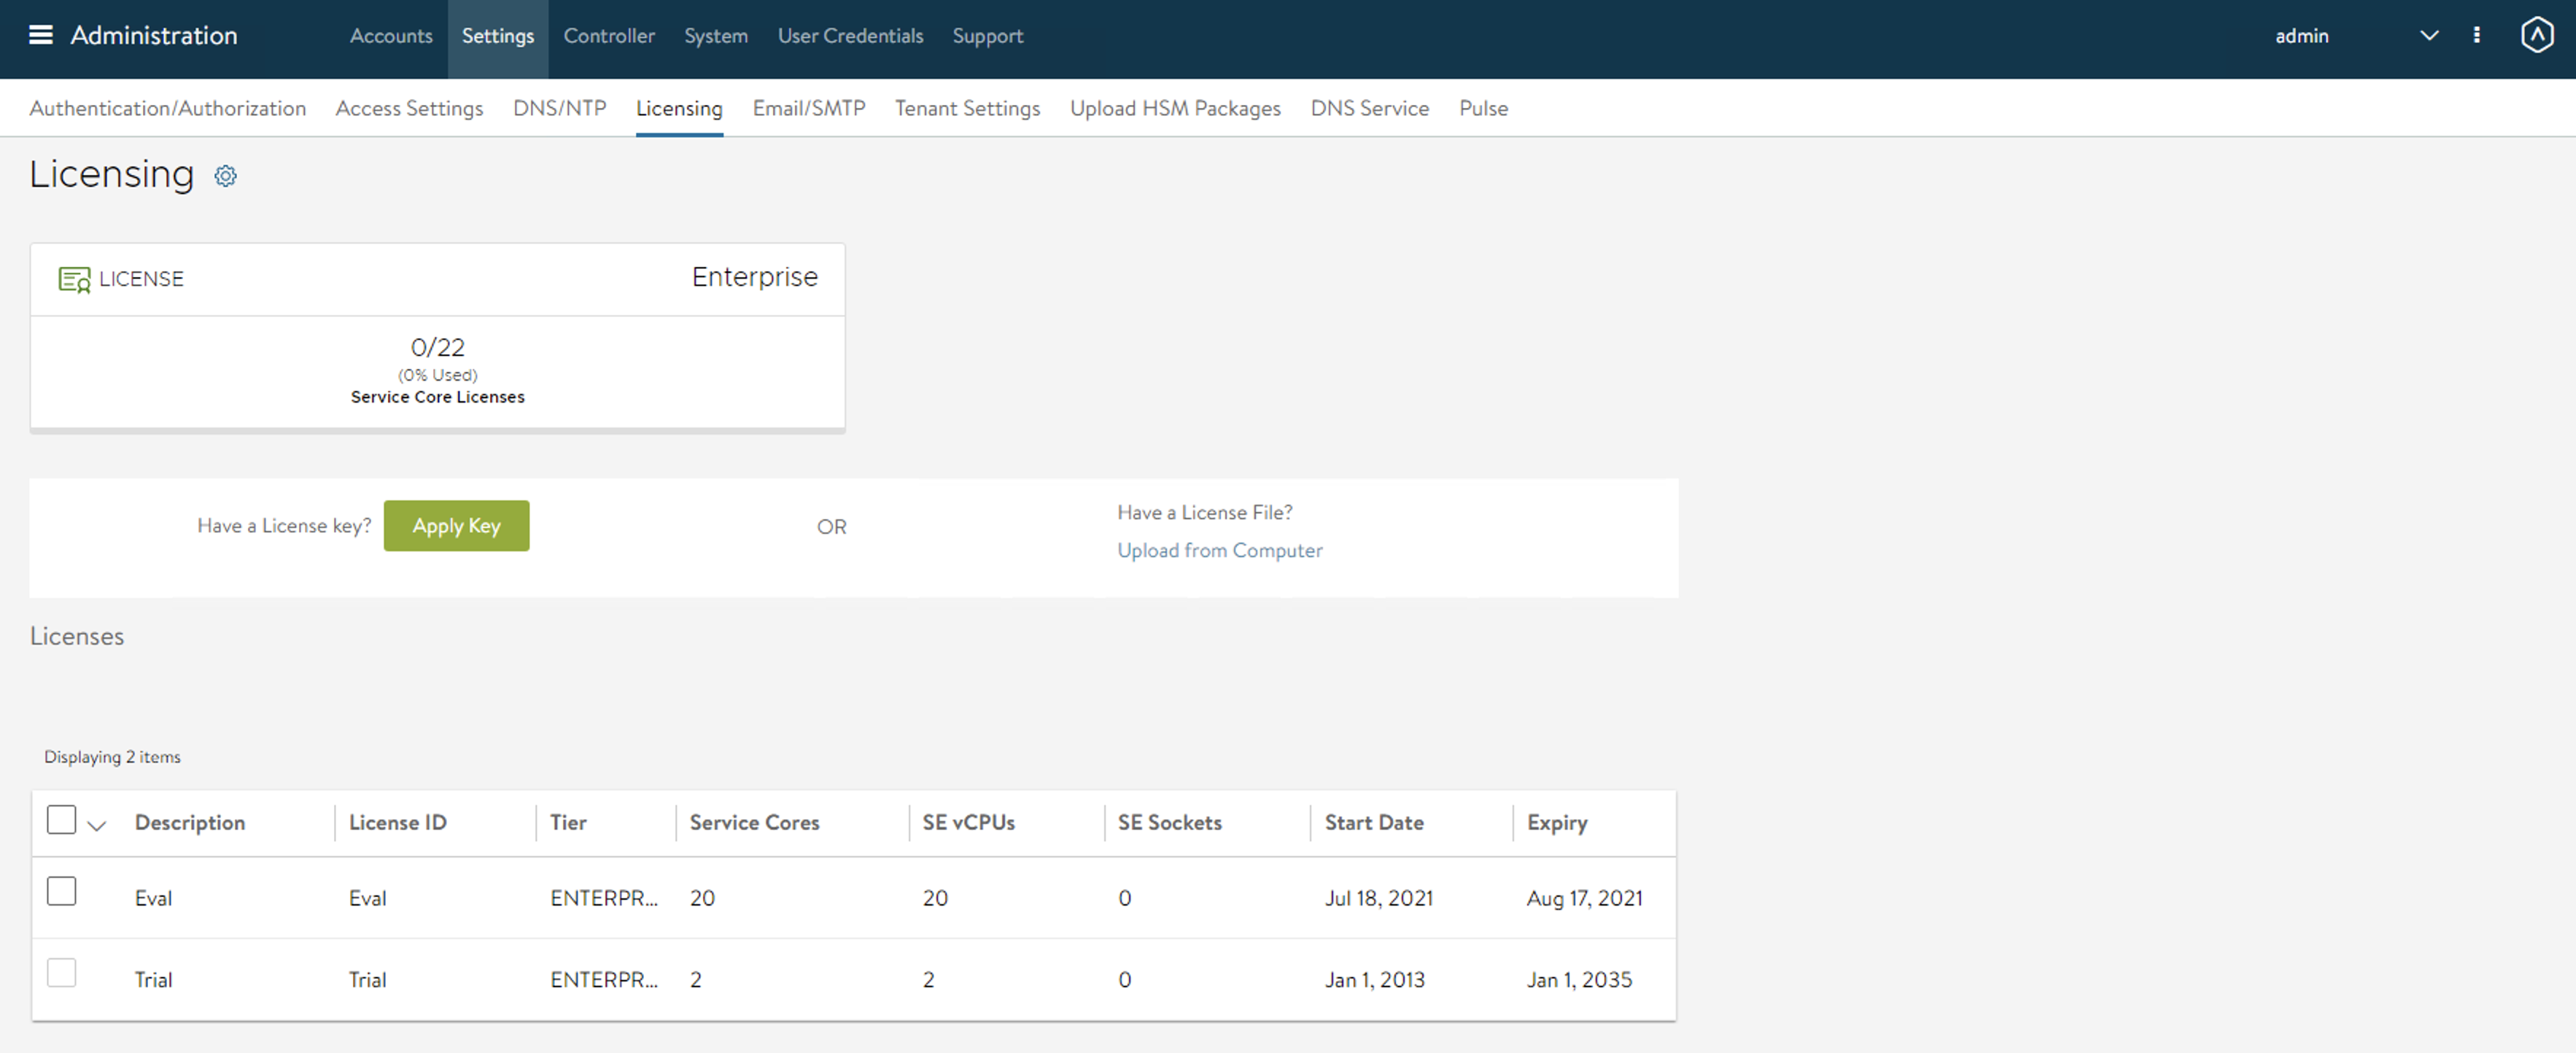 Administration Accounts Settings Controller System User Credentials Support admin
Authentication/Authorization Access Settings DNS/NTP Licensing Email/SMTP Tenant Settings Upload HSM Packages DNS Service Pulse
Licensing
LICENSE Enterprise
0/22
(0% Used)
Service Core Licenses
Have a License key? Apply Key OR Have a License File?
Upload from Computer
Licenses
Displaying 2 items
Description License ID Tier Service Cores SE vCPUs SE Sockets Start Date Expiry
Eval Eval ENTERPR... 20 20 0 Jul 18, 2021 Aug 17, 2021
Trial Trial ENTERPR... 2 2 0 Jan 1, 2013 Jan 1, 2035